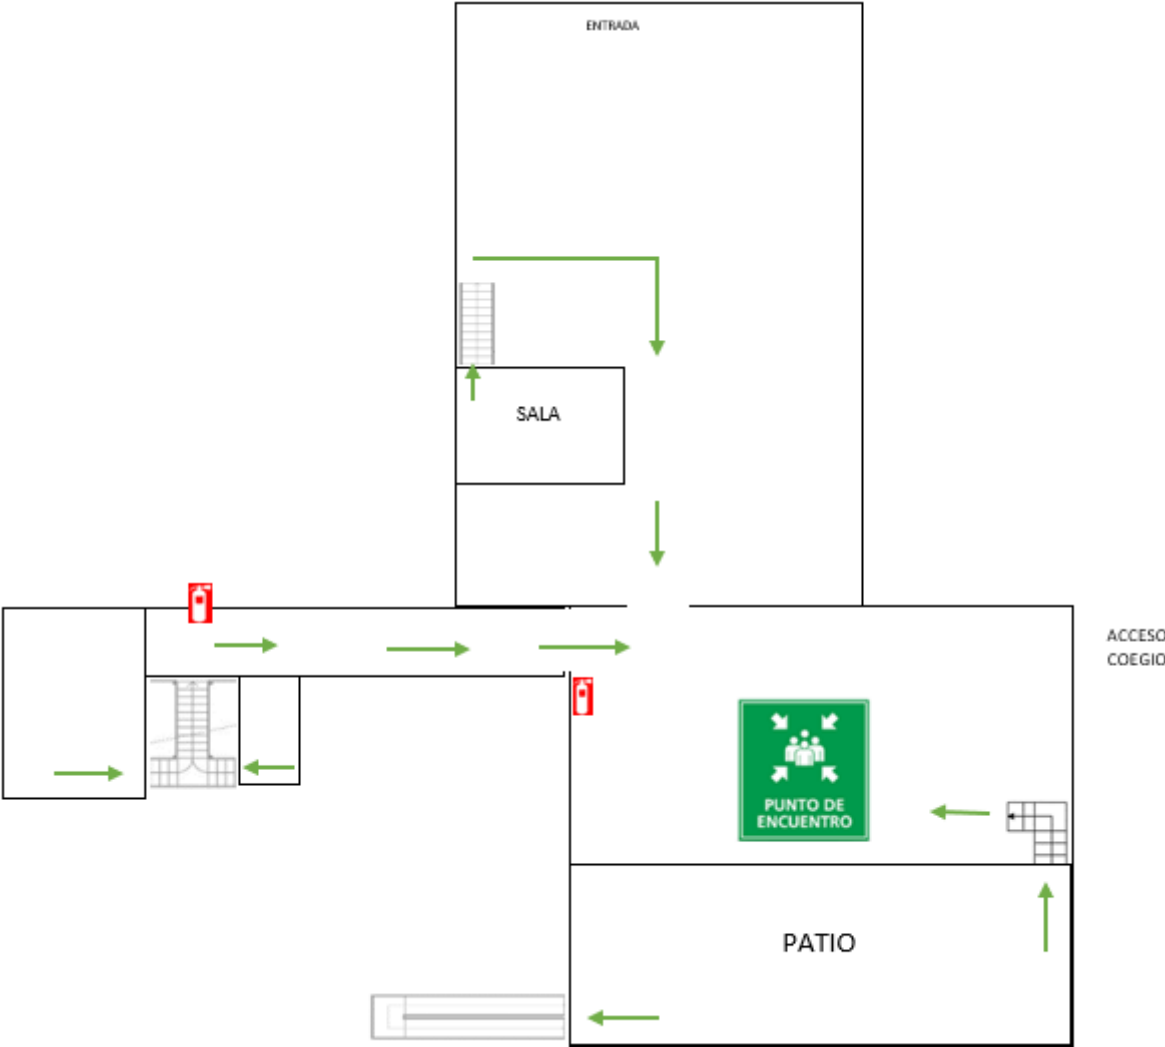 ENTRADA
SALA
ACCESO
COEGIO
PUNTO DE
ENCUENTRO
PATIO